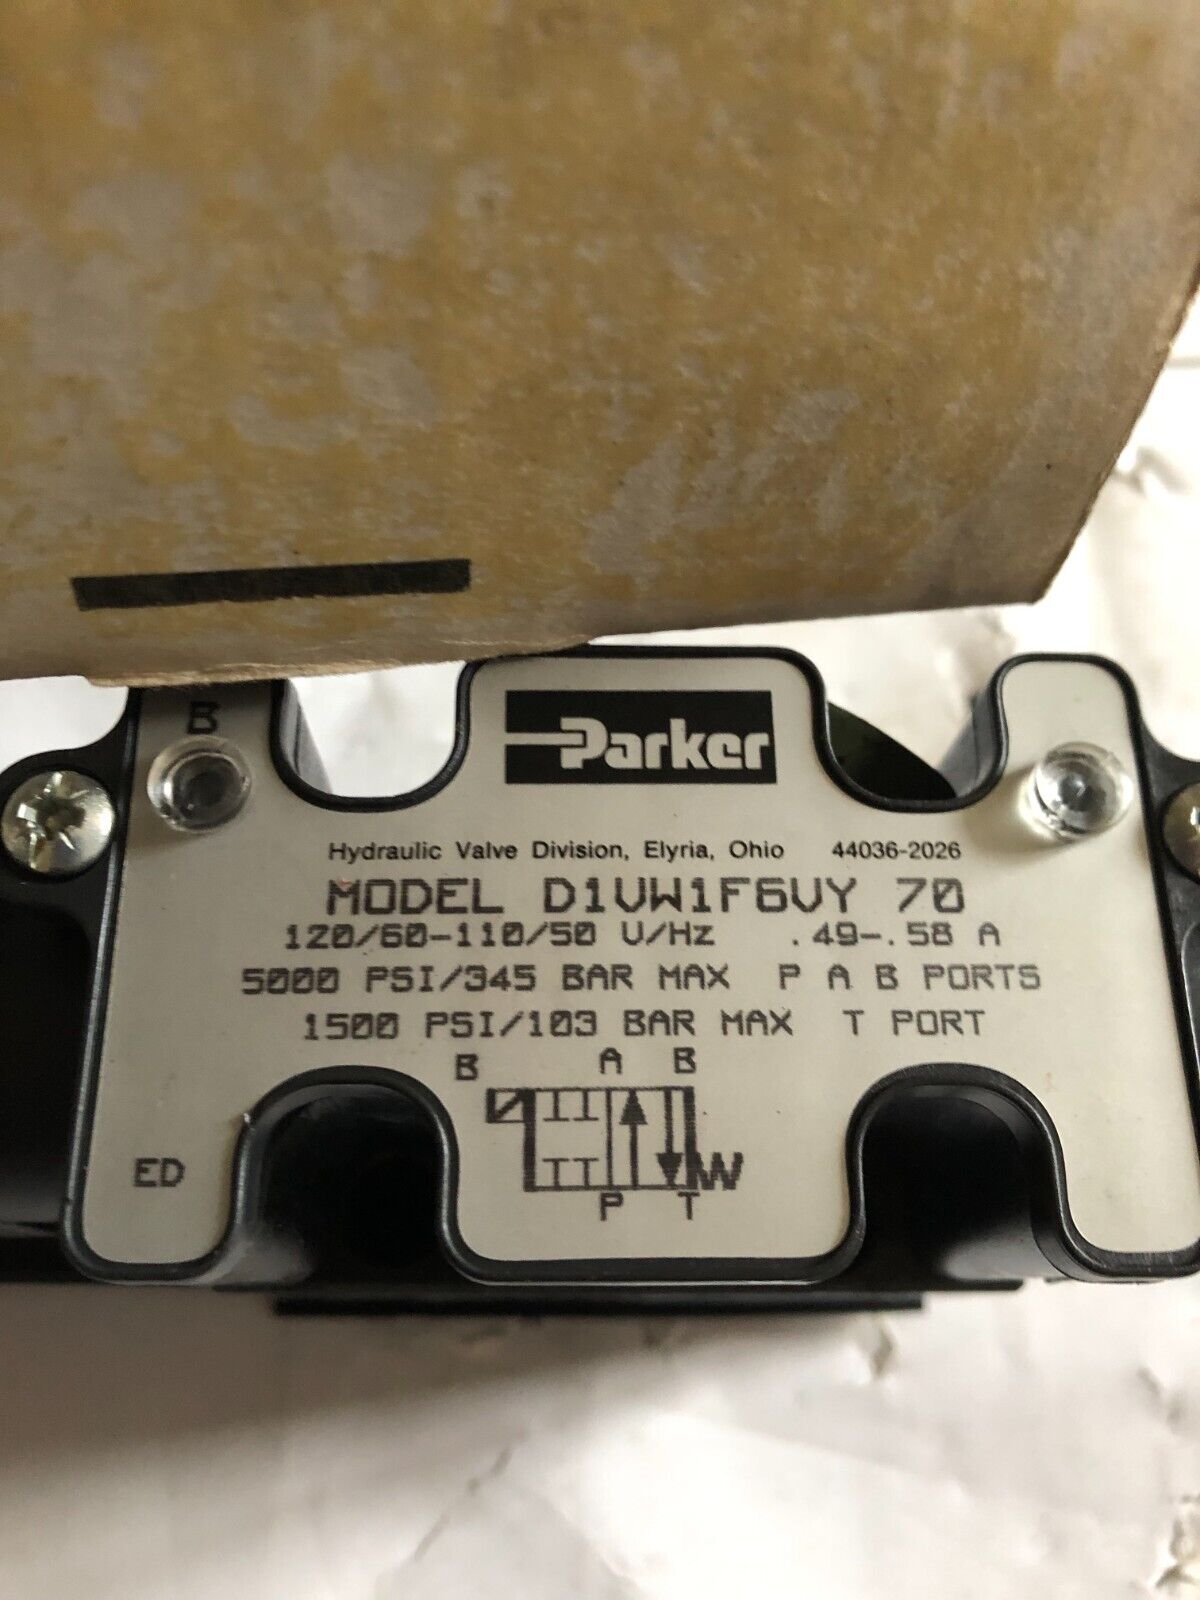 B
Parker
Hydraulic Valve Division, Elyria, Ohio 44036-2026
MODEL D1VW1F6VY 70
120/60-110/50 V/Hz .49-.58 A
5000 PSI/345 BAR MAX P A B PORTS
1500 PSI/103 BAR MAX T PORT
B A B
P T
ED